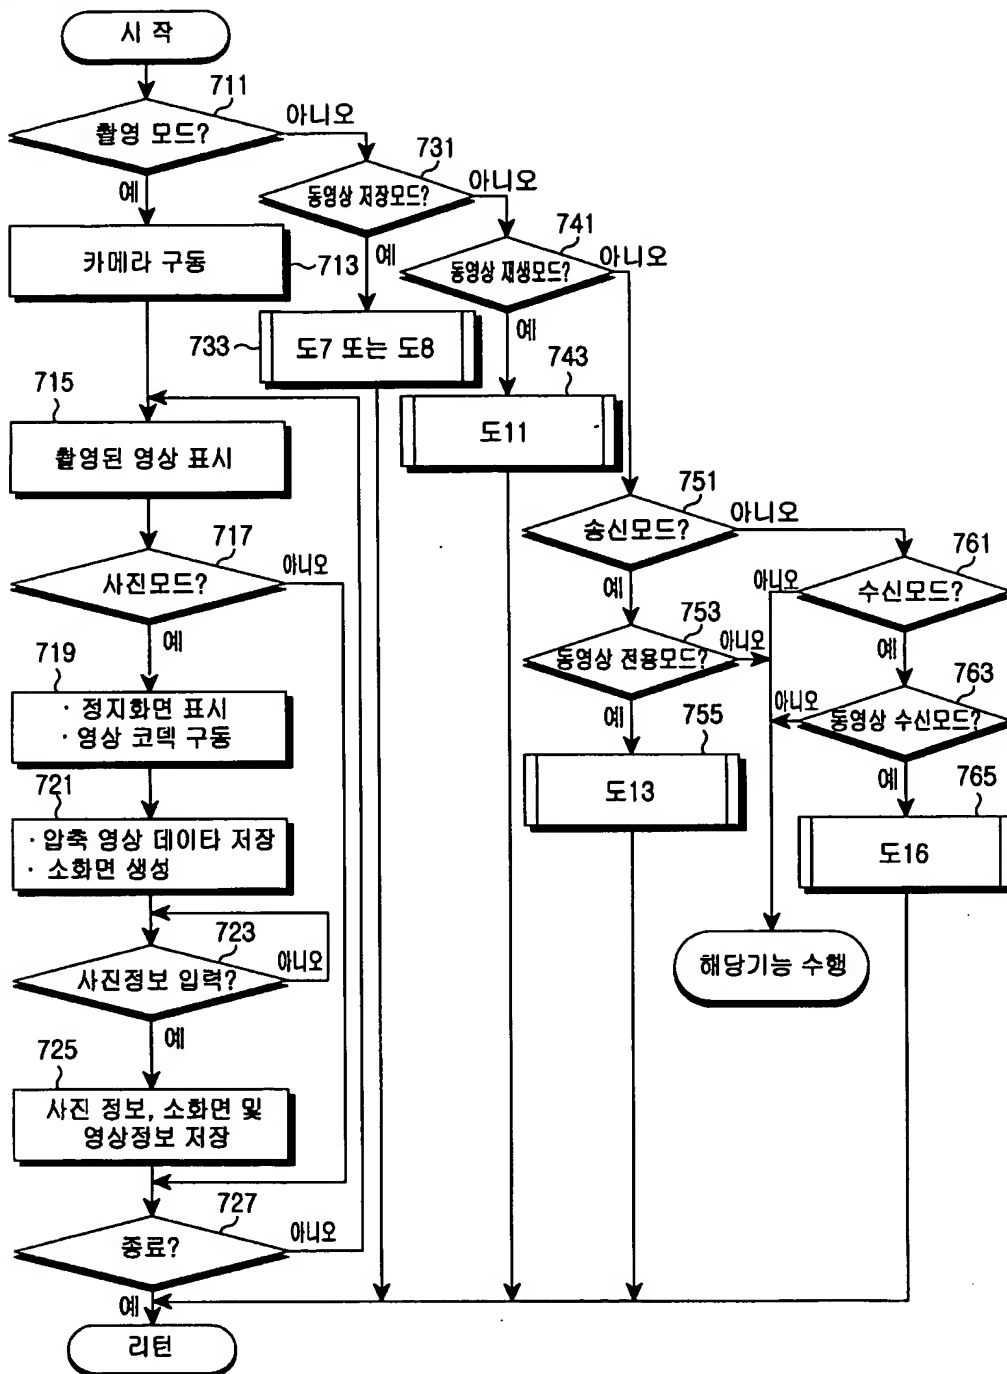 시 작
711
촬영 모드?
아니오
예
731
동영상 저장모드?
아니오
예
741
동영상 재생모드?
아니오
예
카메라 구동
713
733
도7 또는 도8
743
도11
715
촬영된 영상 표시
717
사진모드?
아니오
예
751
송신모드?
아니오
예
761
수신모드?
아니오
예
753
동영상 전용모드?
아니오
예
763
동영상 수신모드?
아니오
예
719
· 정지화면 표시
· 영상 코덱 구동
755
도13
765
도16
721
· 압축 영상 데이타 저장
· 소화면 생성
723
사진정보 입력?
아니오
예
해당기능 수행
725
사진 정보, 소화면 및
영상정보 저장
727
종료?
아니오
예
리턴